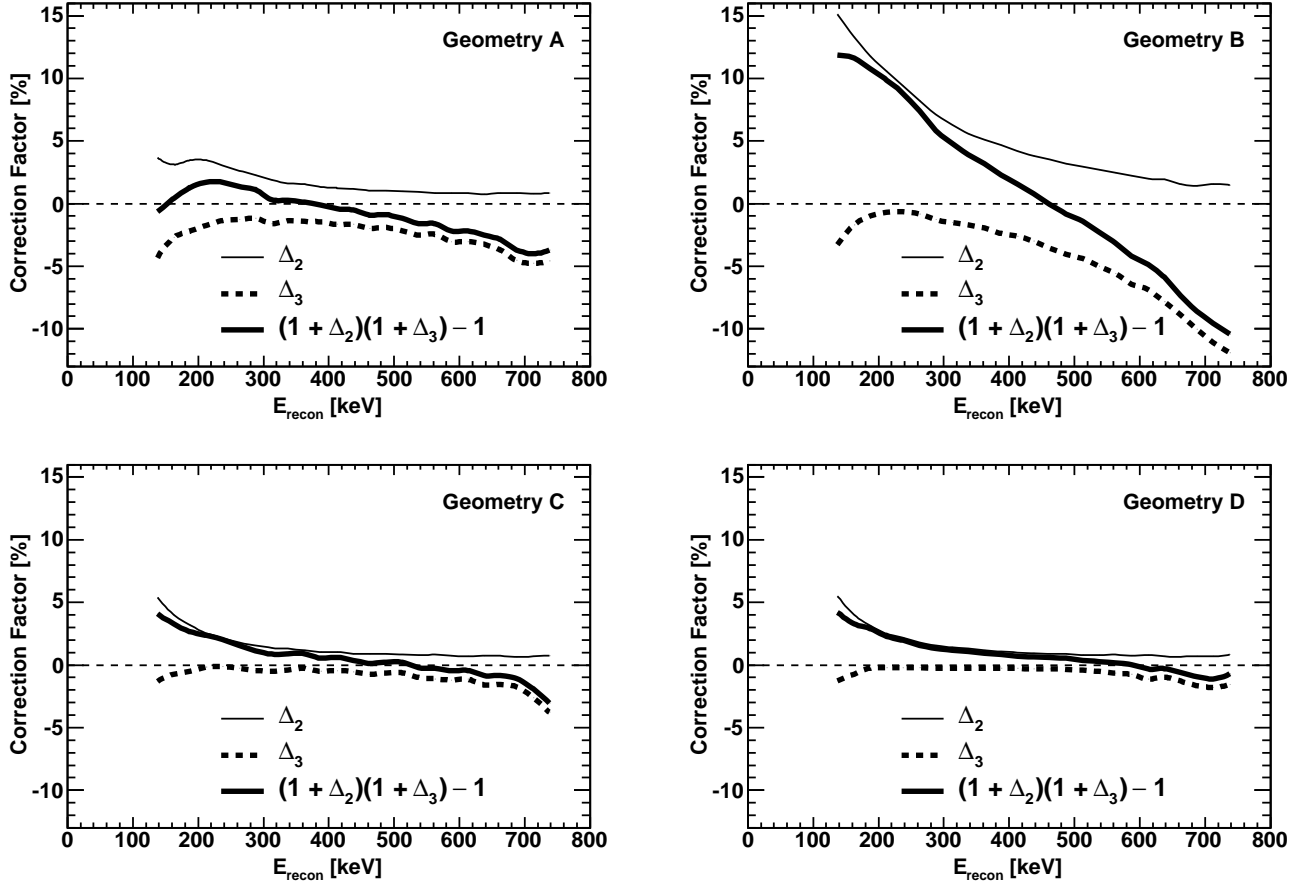 Geometry A
Correction Factor [%]
15
10
5
0
-5
-10
Δ₂
Δ₃
(1 + Δ₂)(1 + Δ₃) − 1
0 100 200 300 400 500 600 700 800
E_recon [keV]
Geometry B
Correction Factor [%]
15
10
5
0
-5
-10
Δ₂
Δ₃
(1 + Δ₂)(1 + Δ₃) − 1
0 100 200 300 400 500 600 700 800
E_recon [keV]
Geometry C
Correction Factor [%]
15
10
5
0
-5
-10
Δ₂
Δ₃
(1 + Δ₂)(1 + Δ₃) − 1
0 100 200 300 400 500 600 700 800
E_recon [keV]
Geometry D
Correction Factor [%]
15
10
5
0
-5
-10
Δ₂
Δ₃
(1 + Δ₂)(1 + Δ₃) − 1
0 100 200 300 400 500 600 700 800
E_recon [keV]